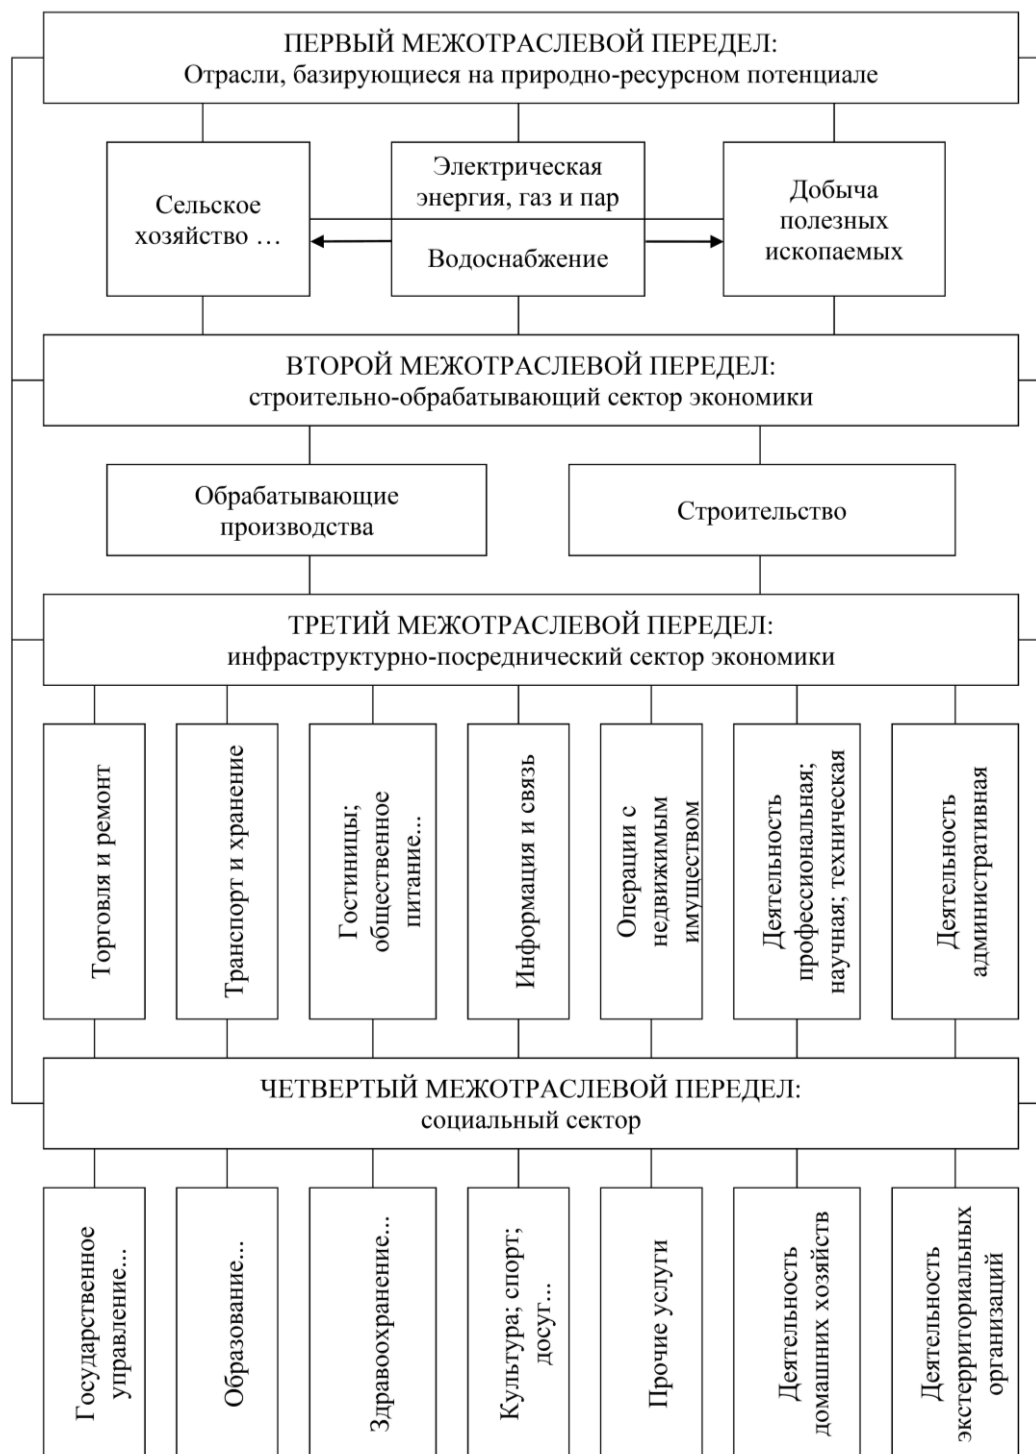 ПЕРВЫЙ МЕЖОТРАСЛЕВОЙ ПЕРЕДЕЛ:
Отрасли, базирующиеся на природно-ресурсном потенциале
Сельское
хозяйство …
Электрическая
энергия, газ и пар
Водоснабжение
Добыча
полезных
ископаемых
ВТОРОЙ МЕЖОТРАСЛЕВОЙ ПЕРЕДЕЛ:
строительно-обрабатывающий сектор экономики
Обрабатывающие
производства
Строительство
ТРЕТИЙ МЕЖОТРАСЛЕВОЙ ПЕРЕДЕЛ:
инфраструктурно-посреднический сектор экономики
Торговля и ремонт
Транспорт и хранение
Гостиницы;
общественное
питание...
Информация и связь
Операции с
недвижимым
имуществом
Деятельность
профессиональная;
научная; техническая
Деятельность
административная
ЧЕТВЕРТЫЙ МЕЖОТРАСЛЕВОЙ ПЕРЕДЕЛ:
социальный сектор
Государственное
управление...
Образование...
Здравоохранение...
Культура; спорт;
досуг...
Прочие услуги
Деятельность
домашних хозяйств
Деятельность
экстерриториальных
организаций